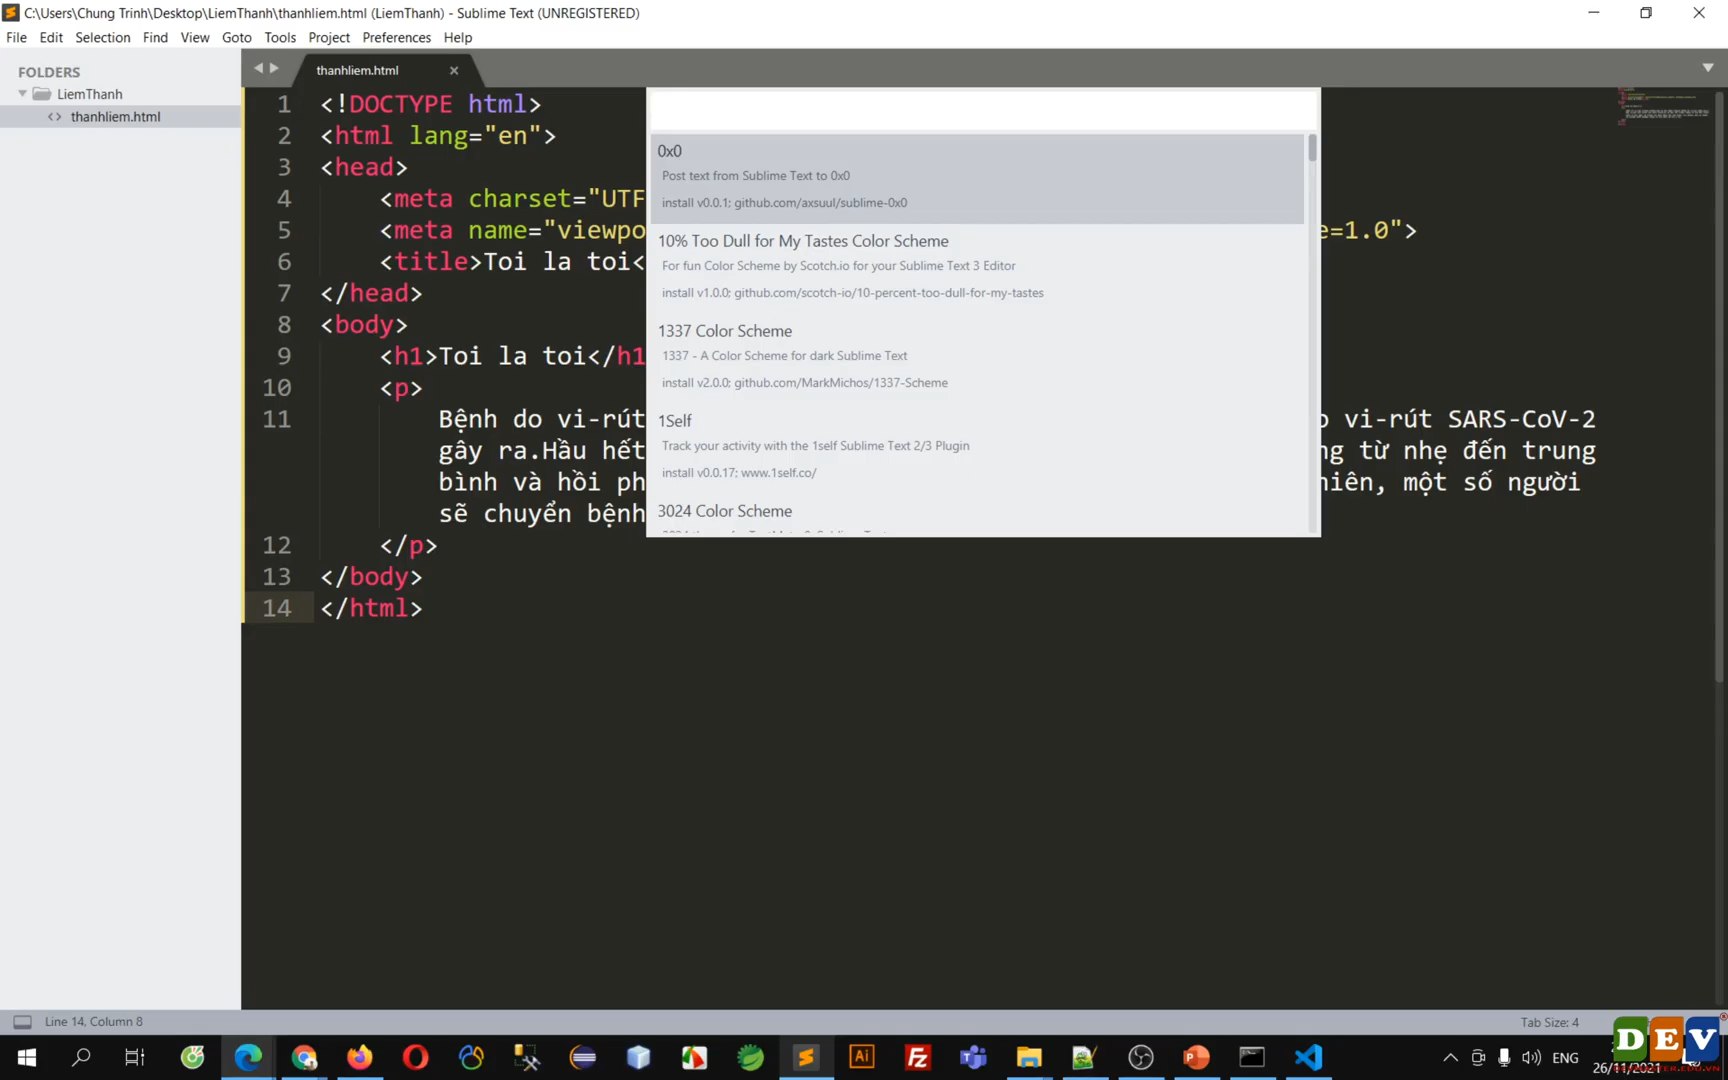 C:\Users\Chung Trinh\Desktop\LiemThanh\thanhliem.html (LiemThanh) - Sublime Text (UNREGISTERED)
File Edit Selection Find View Goto Tools Project Preferences Help
FOLDERS
LiemThanh
thanhliem.html
thanhliem.html
1 <!DOCTYPE html>
2 <html lang="en">
3 <head>
4 <meta charset="UTF
5 <meta name="viewpo e=1.0">
6 <title>Toi la toi<
7 </head>
8 <body>
9 <h1>Toi la toi</h1
10 <p>
11 Bệnh do vi-rút vi-rút SARS-CoV-2
gây ra.Hầu hết ng từ nhẹ đến trung
bình và hồi ph hiên, một số người
sẽ chuyển bệnh
12 </p>
13 </body>
14 </html>
0x0
Post text from Sublime Text to 0x0
install v0.0.1; github.com/axsuul/sublime-0x0
10% Too Dull for My Tastes Color Scheme
For fun Color Scheme by Scotch.io for your Sublime Text 3 Editor
install v1.0.0; github.com/scotch-io/10-percent-too-dull-for-my-tastes
1337 Color Scheme
1337 - A Color Scheme for dark Sublime Text
install v2.0.0; github.com/MarkMichos/1337-Scheme
1Self
Track your activity with the 1self Sublime Text 2/3 Plugin
install v0.0.17; www.1self.co/
3024 Color Scheme
Line 14, Column 8
Tab Size: 4
ENG
26/11/2021
DEV